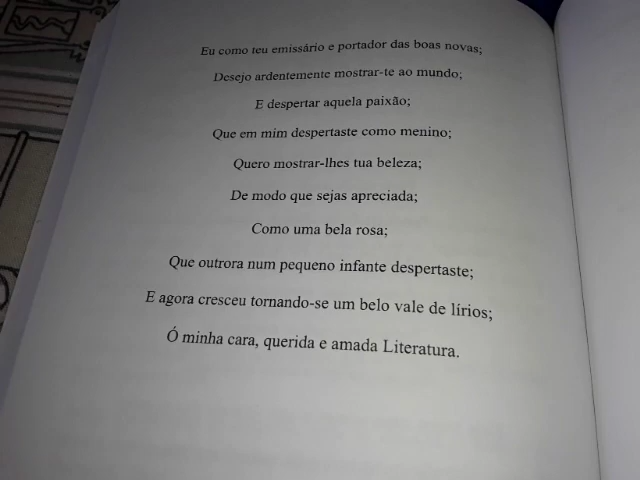 Eu como teu emissário e portador das boas novas;
Desejo ardentemente mostrar-te ao mundo;
E despertar aquela paixão;
Que em mim despertaste como menino;
Quero mostrar-lhes tua beleza;
De modo que sejas apreciada;
Como uma bela rosa;
Que outrora num pequeno infante despertaste;
E agora cresceu tornando-se um belo vale de lírios;
Ó minha cara, querida e amada Literatura.